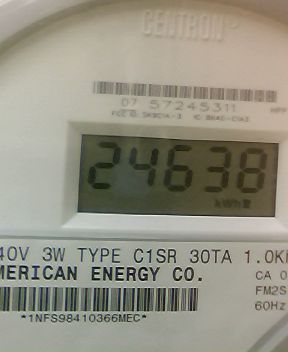 CENTRON
07 57245311
24638
kWh
40V 3W TYPE C1SR 30TA 1.0K
MERICAN ENERGY CO.
CA 0
FM2S
60Hz
*1NFS98410366MEC*